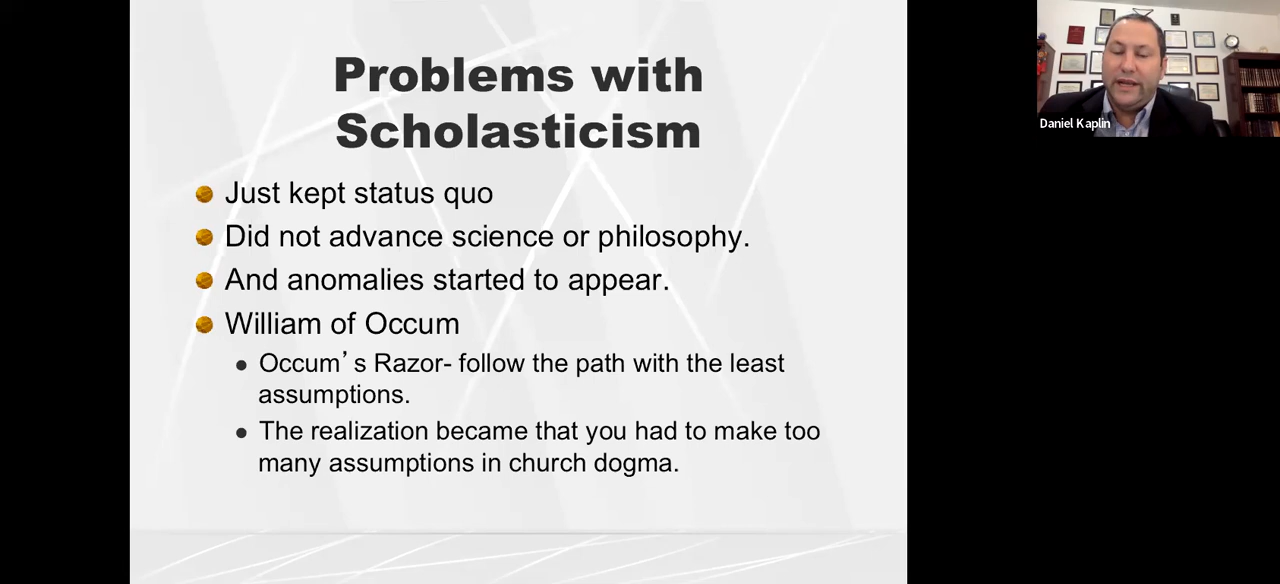 Problems with
Scholasticism
Just kept status quo
Did not advance science or philosophy.
And anomalies started to appear.
William of Occum
Occum’s Razor- follow the path with the least
assumptions.
The realization became that you had to make too
many assumptions in church dogma.
Daniel Kaplin